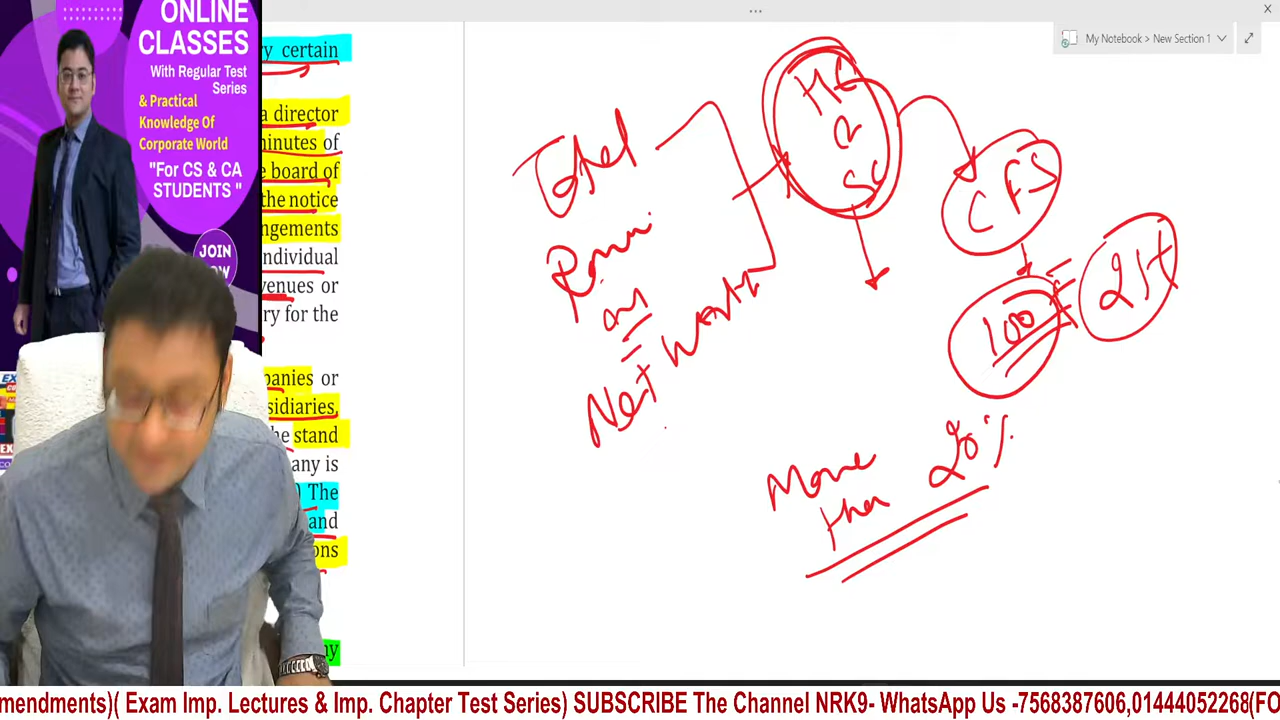 ONLINE
CLASSES
With Regular Test
Series
& Practical
Knowledge Of
Corporate World
"For CS & CA
STUDENTS "
JOIN
certain
a director
minutes of
board of
the notice
ngements
ndividual
venues or
ry for the
panies or
sidiaries,
he stand
any is
The
and
ons
My Notebook > New Section 1
Total
or
Net Worth
HC
&
SC
CFS
100
21+
More
than 20%
mendments)( Exam Imp. Lectures & Imp. Chapter Test Series) SUBSCRIBE The Channel NRK9- WhatsApp Us -7568387606,01444052268(FO